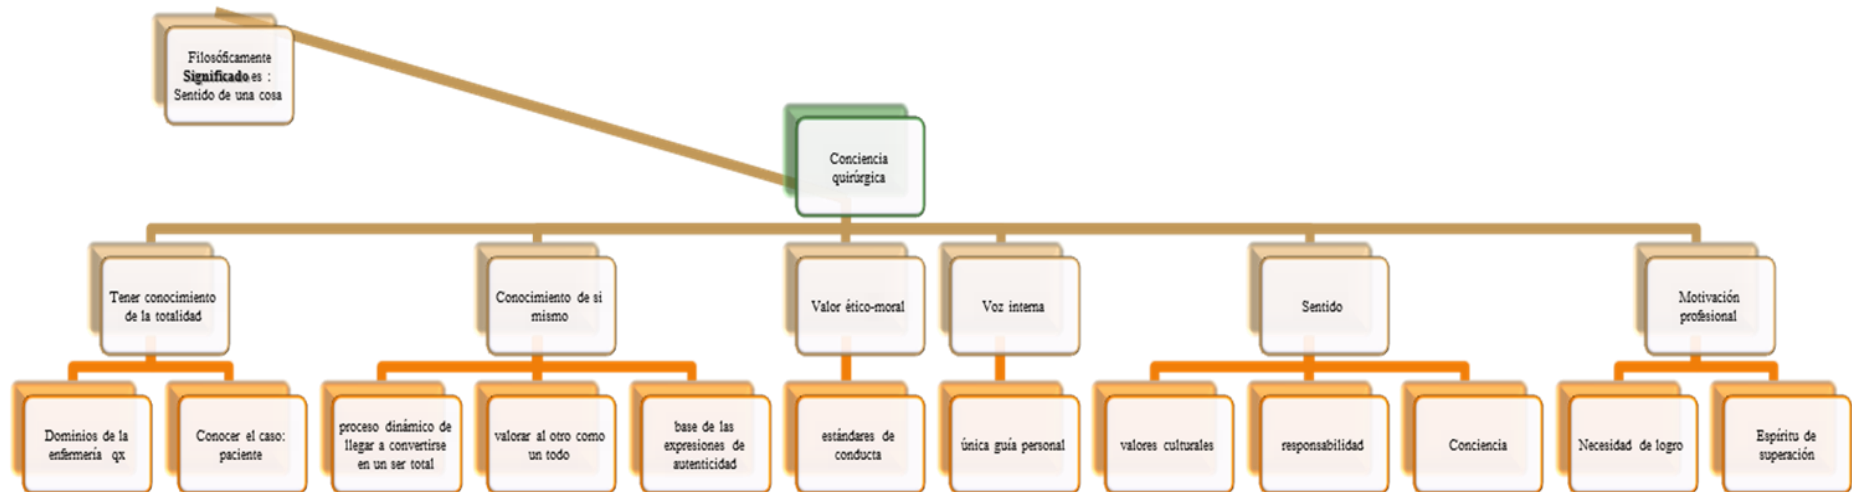 Filosóficamente
Significado es :
Sentido de una cosa
Conciencia
quirúrgica
Tener conocimiento
de la totalidad
Conocimiento de si
mismo
Valor ético-moral
Voz interna
Sentido
Motivación
profesional
Dominios de la
enfermería qx
Conocer el caso:
paciente
proceso dinámico de
llegar a convertirse
en un ser total
valorar al otro como
un todo
base de las
expresiones de
autenticidad
estándares de
conducta
única guía personal
valores culturales
responsabilidad
Conciencia
Necesidad de logro
Espíritu de
superación